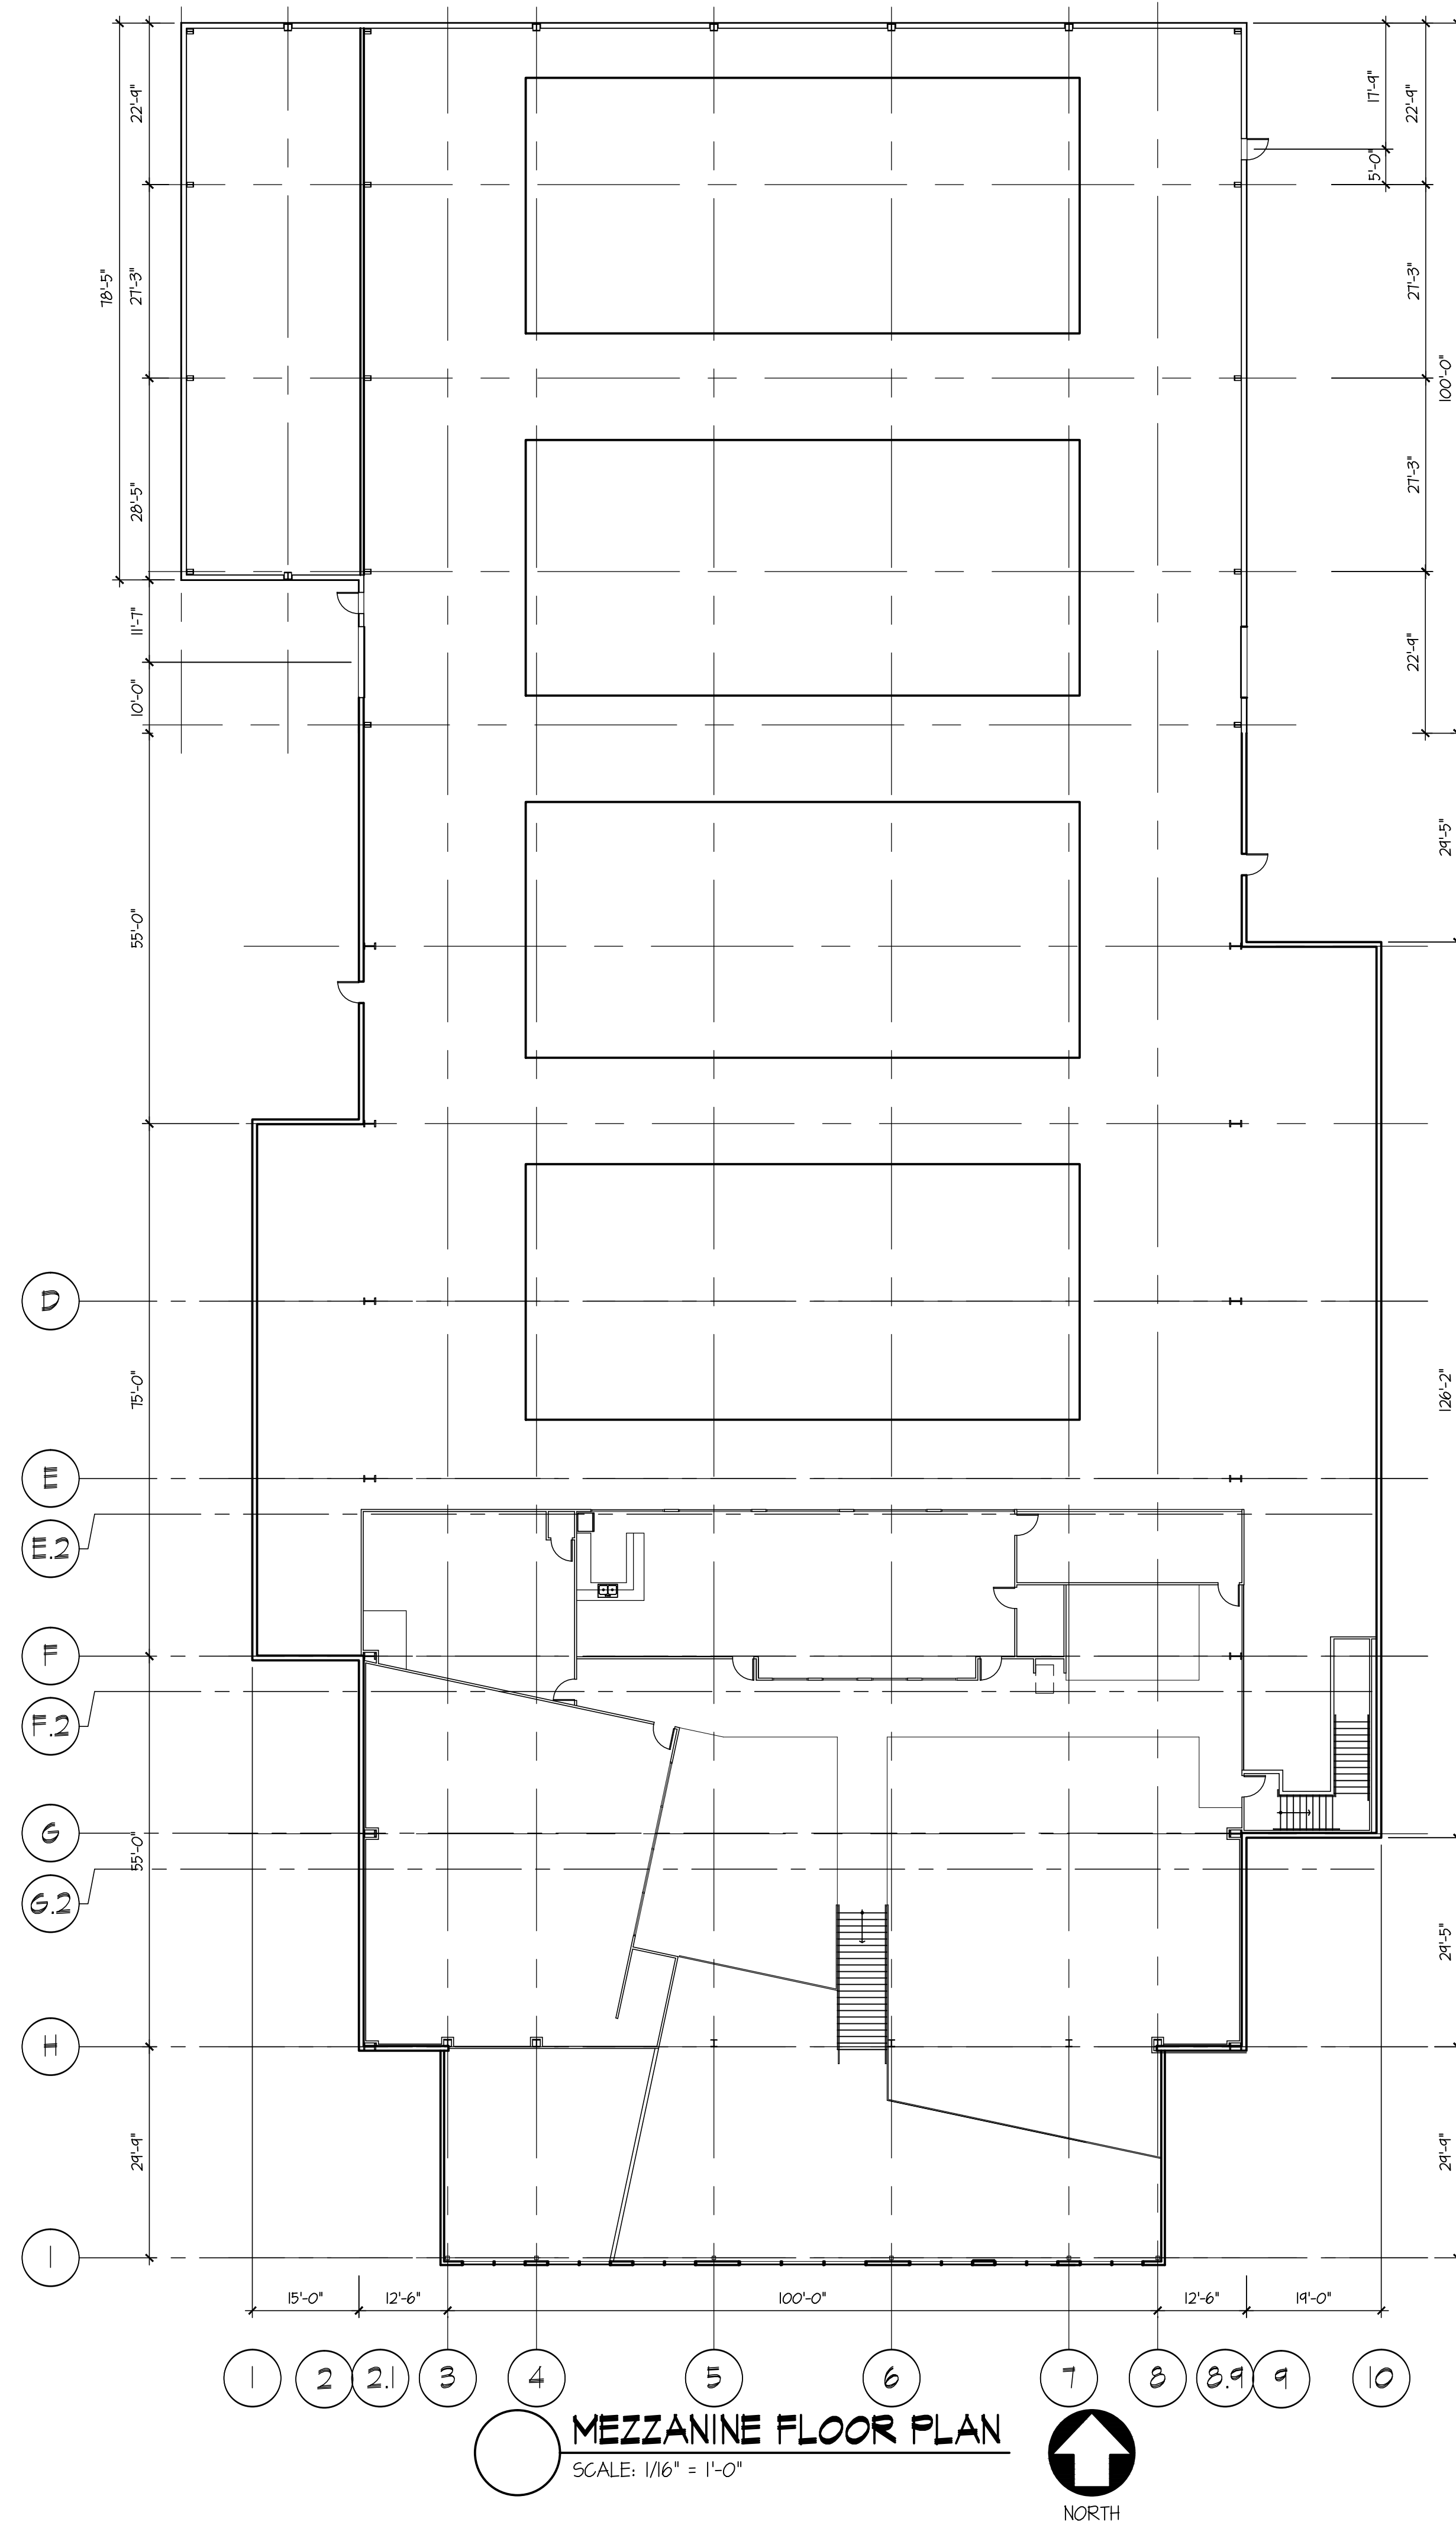 22'-9"
27'-3"
78'-5"
28'-5"
11'-7"
10'-0"
55'-0"
75'-0"
55'-0"
29'-9"
17'-9"
22'-9"
5'-0"
27'-3"
100'-0"
27'-3"
22'-9"
29'-5"
126'-2"
29'-5"
29'-9"
D
E
E.2
F
F.2
G
G.2
H
I
15'-0" 12'-6" 100'-0" 12'-6" 19'-0"
1 2 2.1 3 4 5 6 7 8 8.9 9 10
MEZZANINE FLOOR PLAN
SCALE: 1/16" = 1'-0"
NORTH